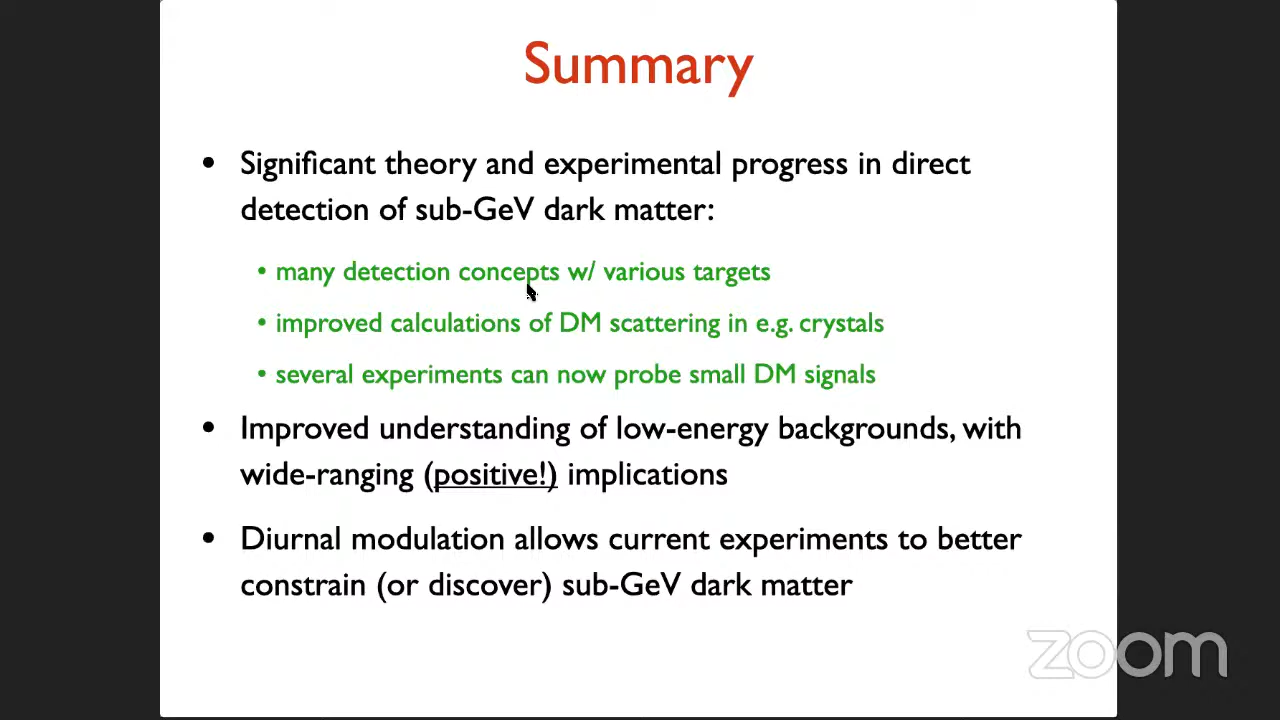 Summary
• Significant theory and experimental progress in direct
detection of sub-GeV dark matter:
• many detection concepts w/ various targets
• improved calculations of DM scattering in e.g. crystals
• several experiments can now probe small DM signals
• Improved understanding of low-energy backgrounds, with
wide-ranging (positive!) implications
• Diurnal modulation allows current experiments to better
constrain (or discover) sub-GeV dark matter
zoom